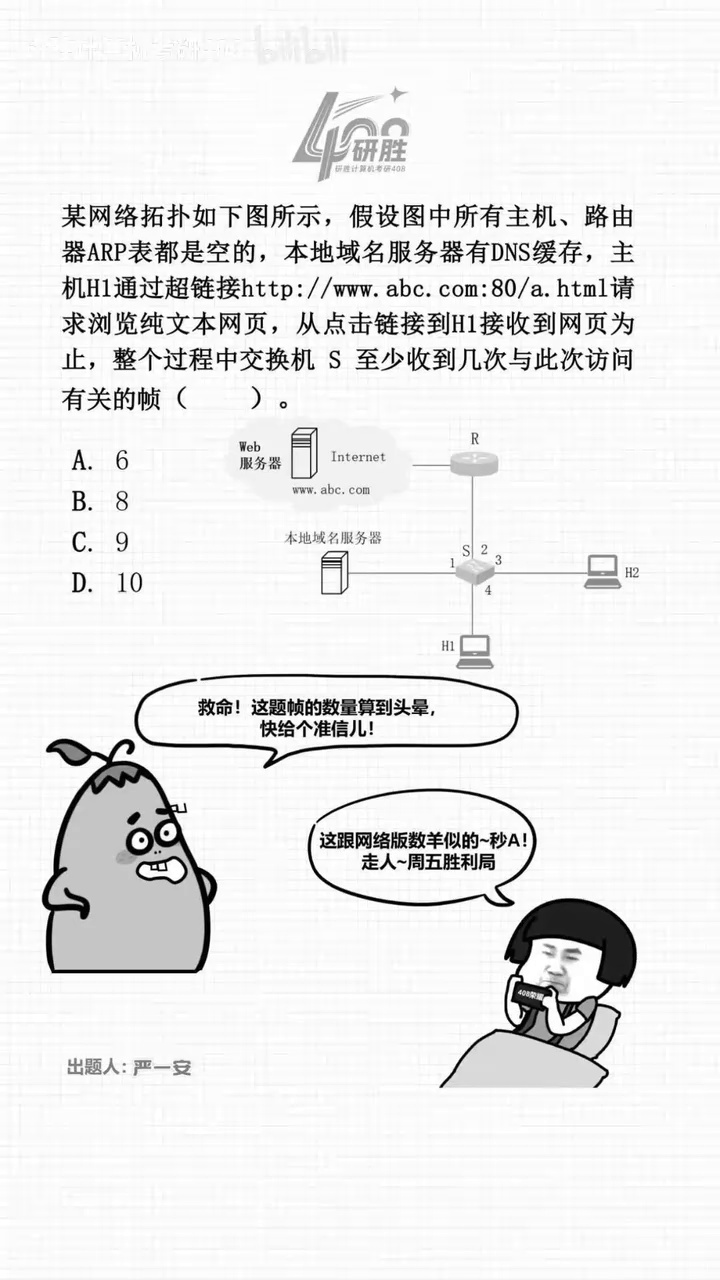 bilibili
408
研胜
研胜计算机考研408
某网络拓扑如下图所示，假设图中所有主机、路由
器ARP表都是空的，本地域名服务器有DNS缓存，主
机H1通过超链接http://www.abc.com:80/a.html请
求浏览纯文本网页，从点击链接到H1接收到网页为
止，整个过程中交换机 S 至少收到几次与此次访问
有关的帧（　　）。
A. 6
B. 8
C. 9
D. 10
Web
服务器
Internet
www.abc.com
R
本地域名服务器
S
1
2
3
4
H2
H1
救命！这题帧的数量算到头晕，
快给个准信儿！
这跟网络版数羊似的~秒A！
走人~周五胜利局
408荣耀
出题人：严一安